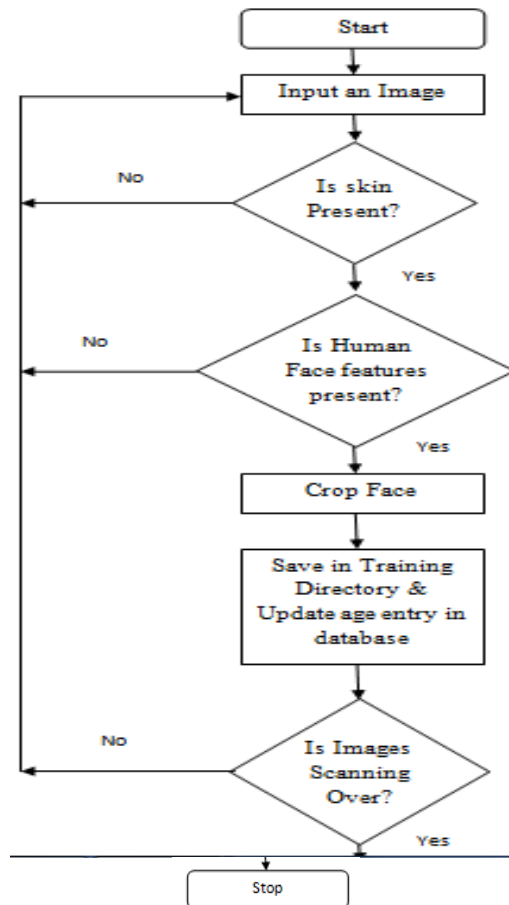 Start
Input an Image
No
Is skin
Present?
Yes
No
Is Human
Face features
present?
Yes
Crop Face
Save in Training
Directory &
Update age entry in
database
No
Is Images
Scanning
Over?
Yes
Stop